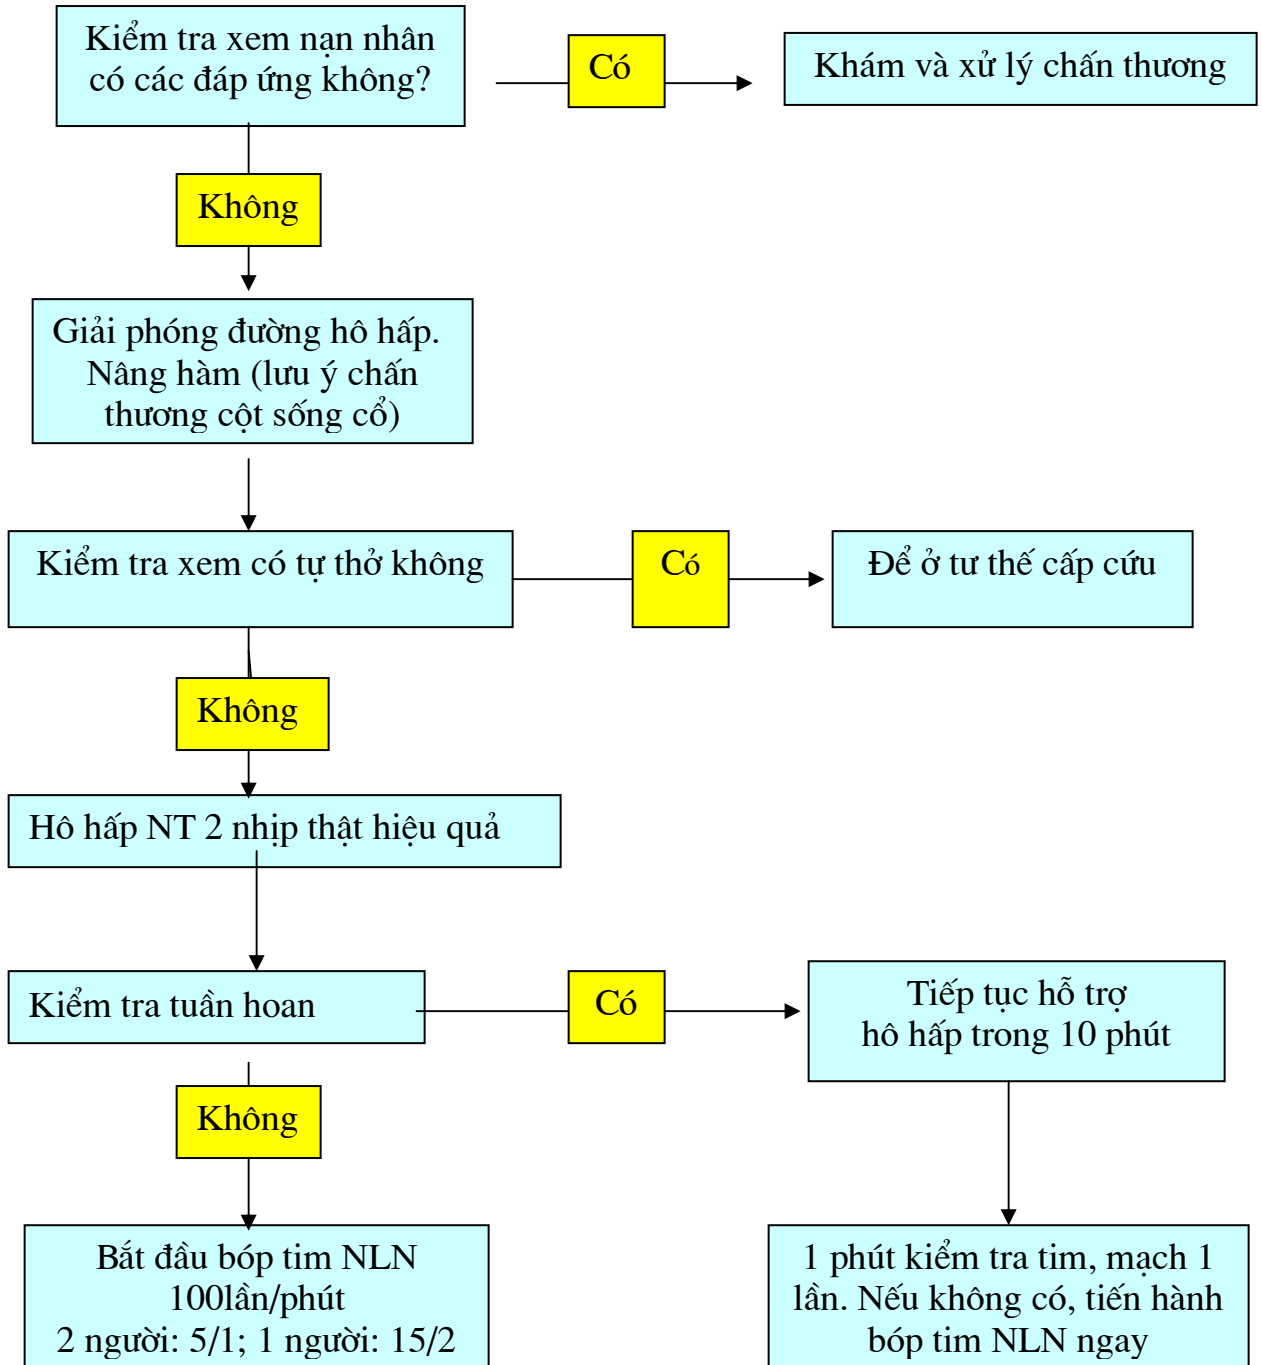 Kiểm tra xem nạn nhân
có các đáp ứng không?
Có
Khám và xử lý chấn thương
Không
Giải phóng đường hô hấp.
Nâng hàm (lưu ý chấn
thương cột sống cổ)
Kiểm tra xem có tự thở không
Có
Để ở tư thế cấp cứu
Không
Hô hấp NT 2 nhịp thật hiệu quả
Kiểm tra tuần hoan
Có
Tiếp tục hỗ trợ
hô hấp trong 10 phút
Không
Bắt đầu bóp tim NLN
100lần/phút
2 người: 5/1; 1 người: 15/2
1 phút kiểm tra tim, mạch 1
lần. Nếu không có, tiến hành
bóp tim NLN ngay